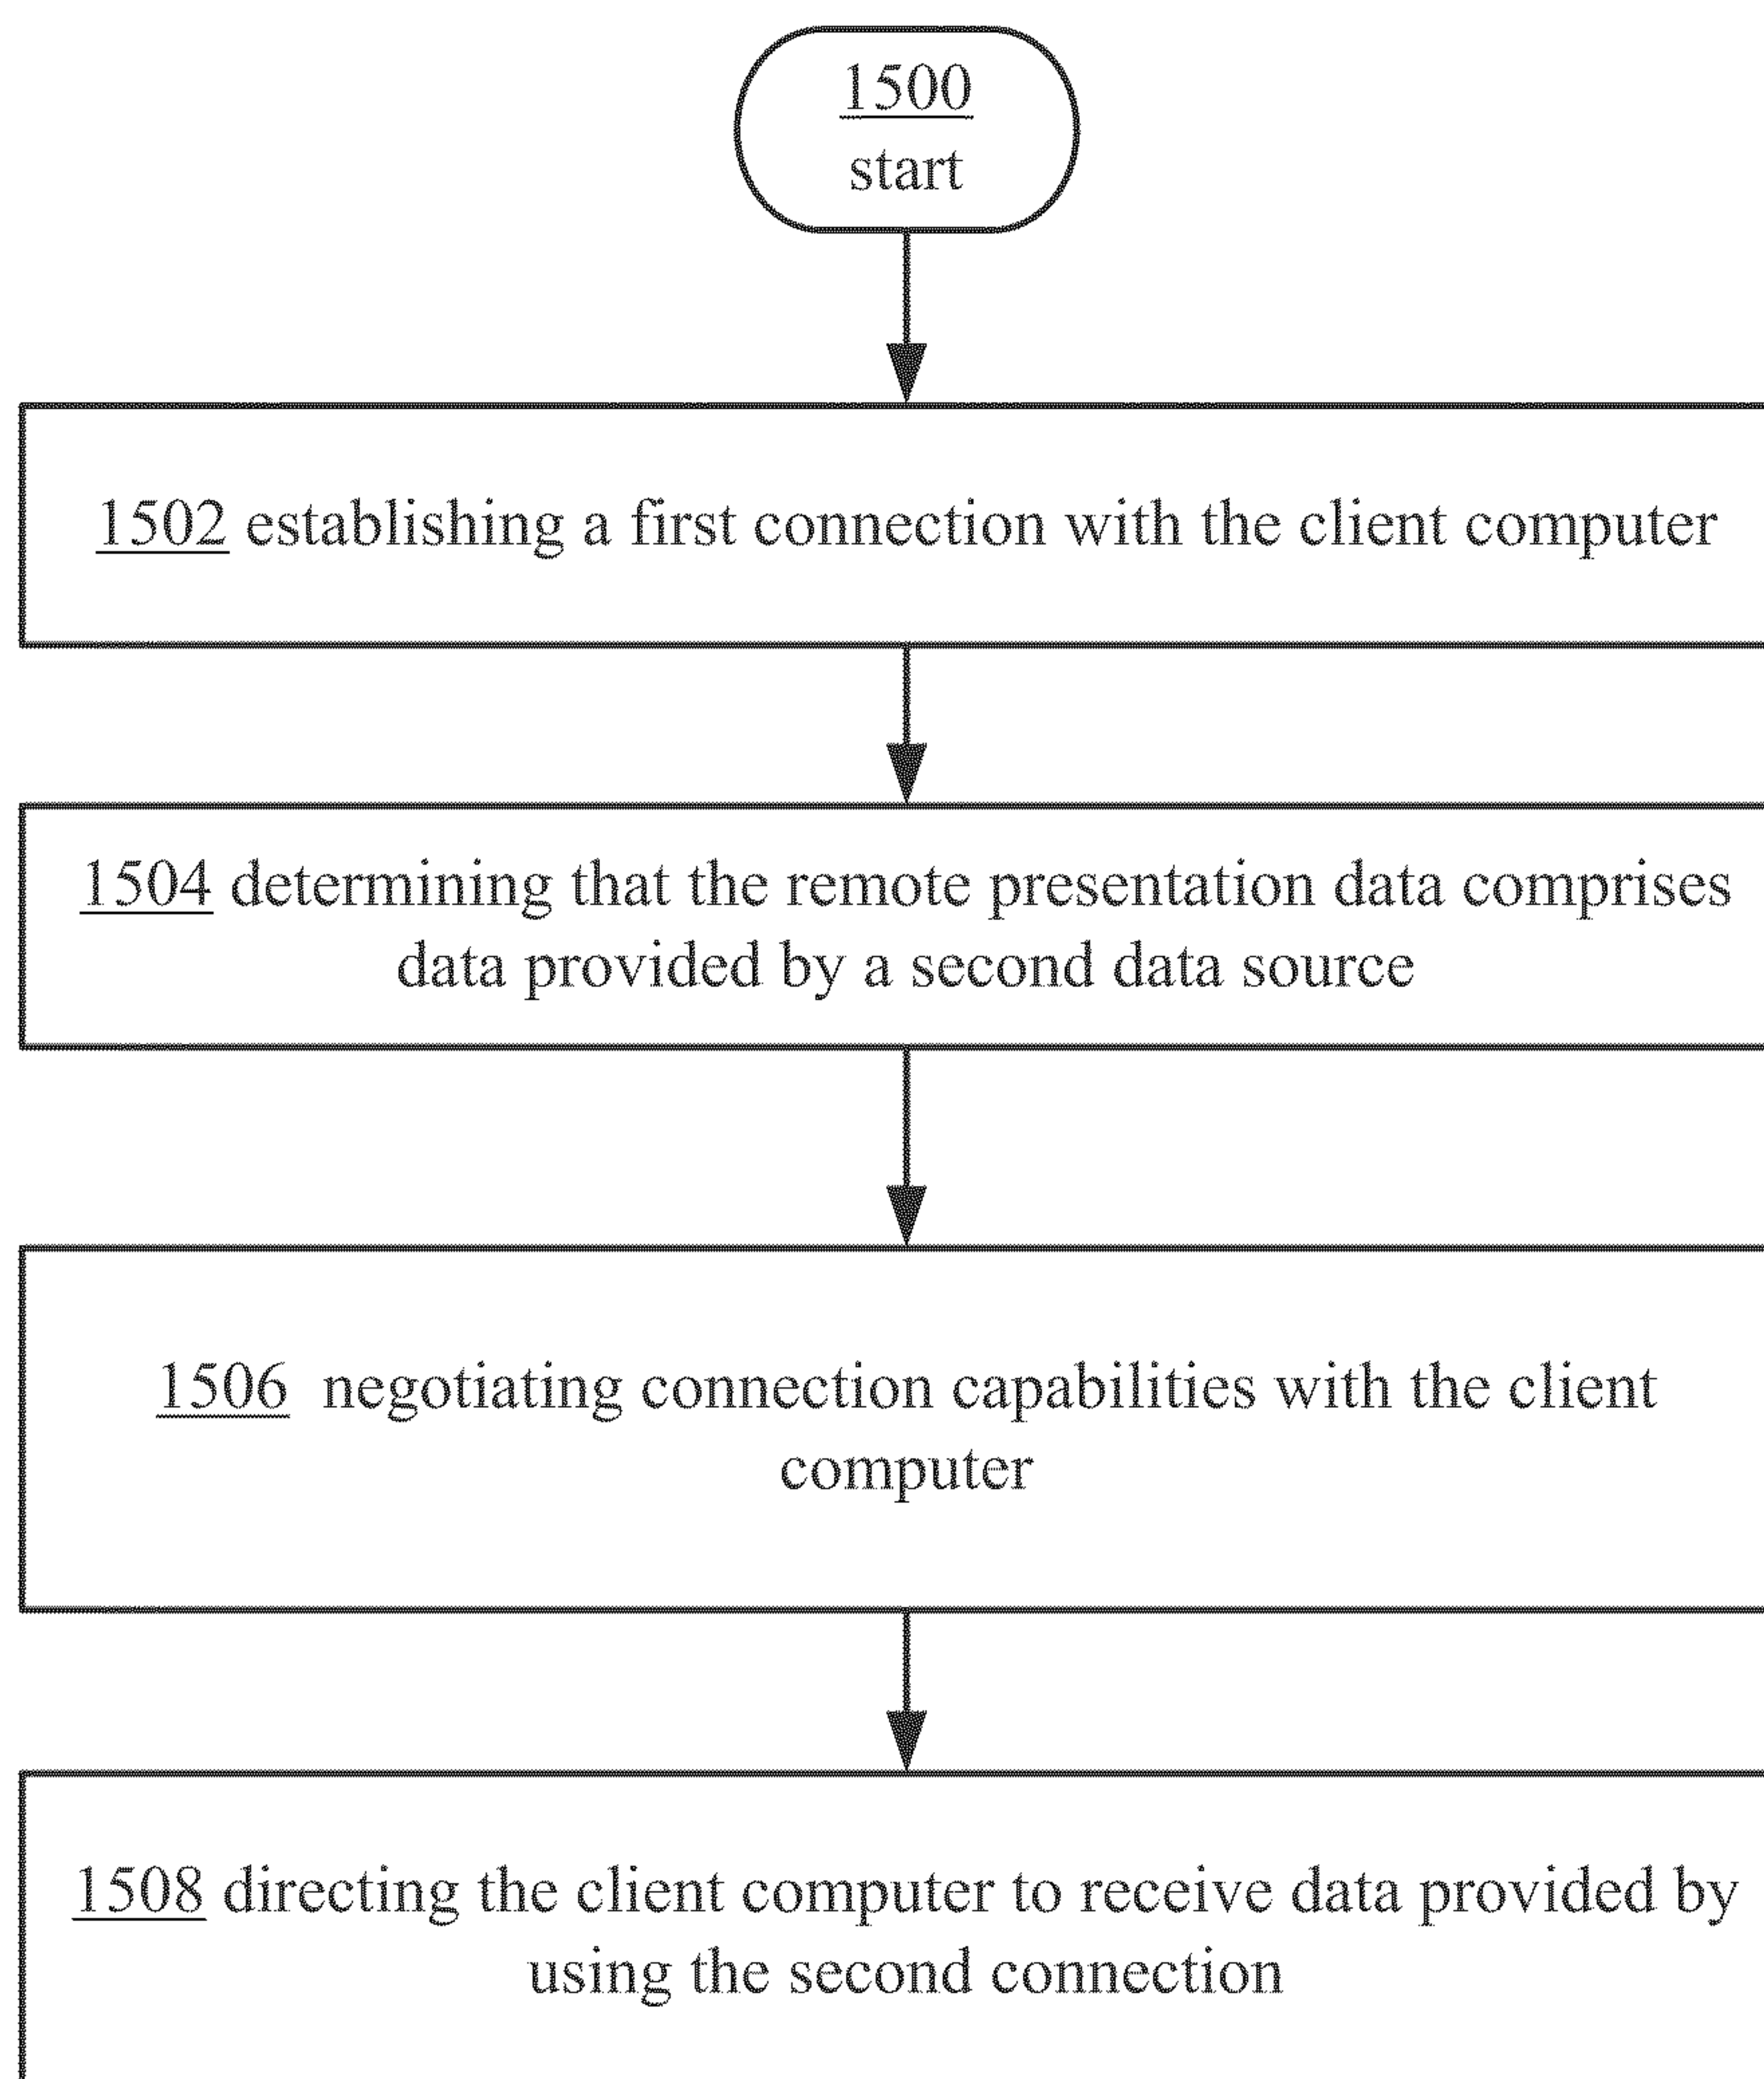 1500
start
1502 establishing a first connection with the client computer
1504 determining that the remote presentation data comprises
data provided by a second data source
1506 negotiating connection capabilities with the client
computer
1508 directing the client computer to receive data provided by
using the second connection